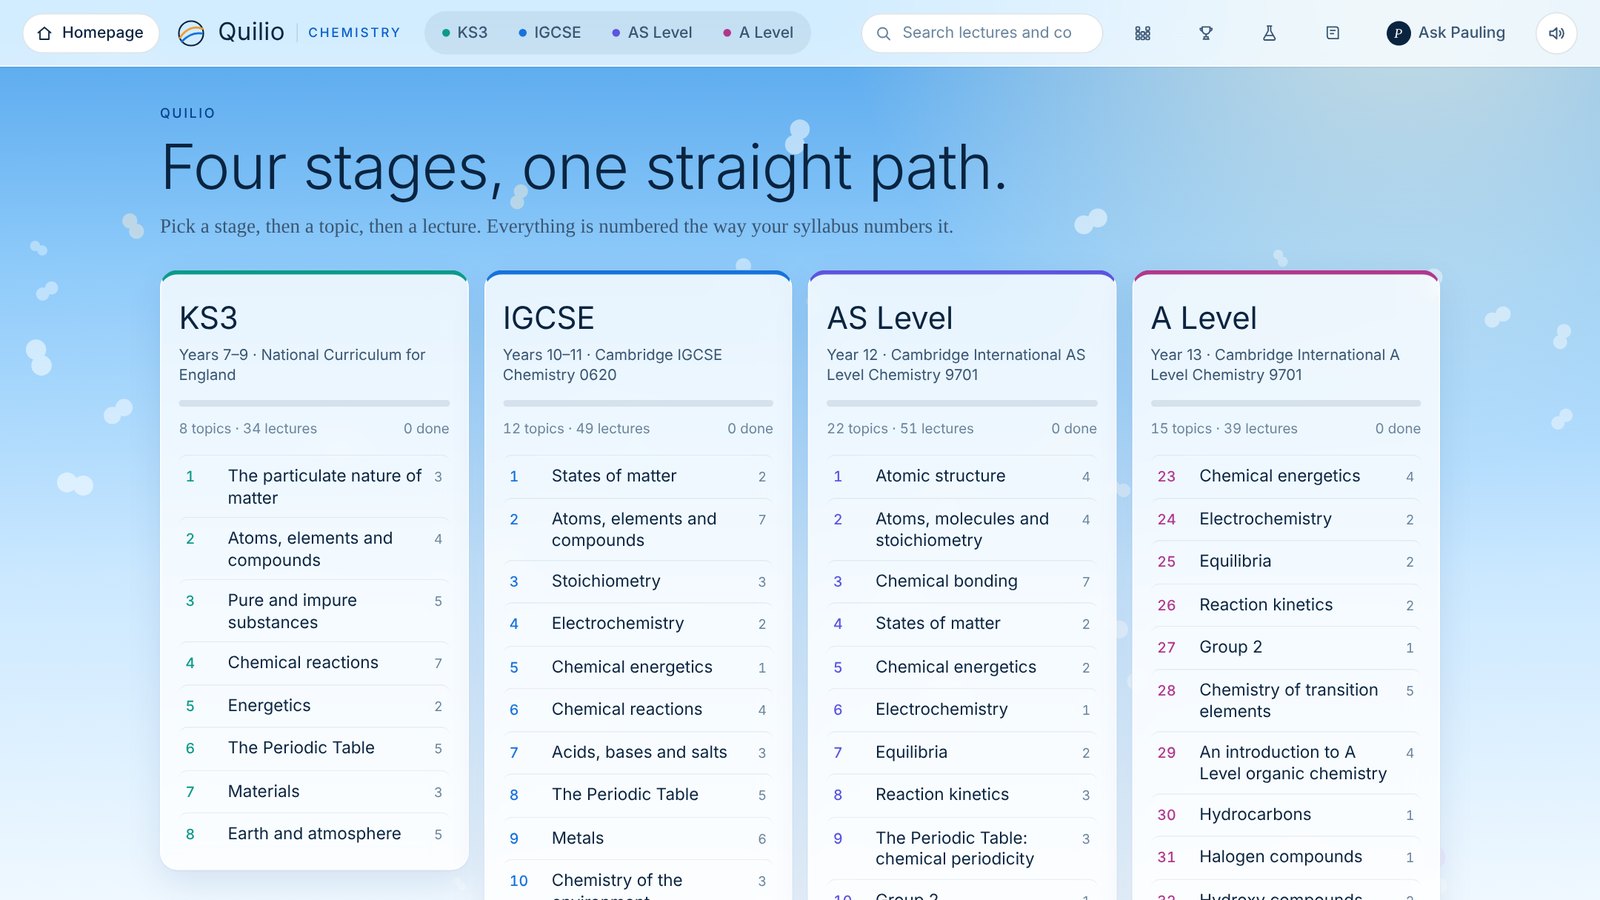 Homepage
Quilio
CHEMISTRY
KS3
IGCSE
AS Level
A Level
Search lectures and co
P
Ask Pauling
QUILIO
Four stages, one straight path.
Pick a stage, then a topic, then a lecture. Everything is numbered the way your syllabus numbers it.
KS3
Years 7–9 · National Curriculum for
England
8 topics · 34 lectures 0 done
1 The particulate nature of 3
matter
2 Atoms, elements and 4
compounds
3 Pure and impure 5
substances
4 Chemical reactions 7
5 Energetics 2
6 The Periodic Table 5
7 Materials 3
8 Earth and atmosphere 5
IGCSE
Years 10–11 · Cambridge IGCSE
Chemistry 0620
12 topics · 49 lectures 0 done
1 States of matter 2
2 Atoms, elements and 7
compounds
3 Stoichiometry 3
4 Electrochemistry 2
5 Chemical energetics 1
6 Chemical reactions 4
7 Acids, bases and salts 3
8 The Periodic Table 5
9 Metals 6
10 Chemistry of the 3
AS Level
Year 12 · Cambridge International AS
Level Chemistry 9701
22 topics · 51 lectures 0 done
1 Atomic structure 4
2 Atoms, molecules and 4
stoichiometry
3 Chemical bonding 7
4 States of matter 2
5 Chemical energetics 2
6 Electrochemistry 1
7 Equilibria 2
8 Reaction kinetics 3
9 The Periodic Table: 3
chemical periodicity
10 Group 2 1
A Level
Year 13 · Cambridge International A
Level Chemistry 9701
15 topics · 39 lectures 0 done
23 Chemical energetics 4
24 Electrochemistry 2
25 Equilibria 2
26 Reaction kinetics 2
27 Group 2 1
28 Chemistry of transition 5
elements
29 An introduction to A 4
Level organic chemistry
30 Hydrocarbons 1
31 Halogen compounds 1
32 Hydroxy compounds